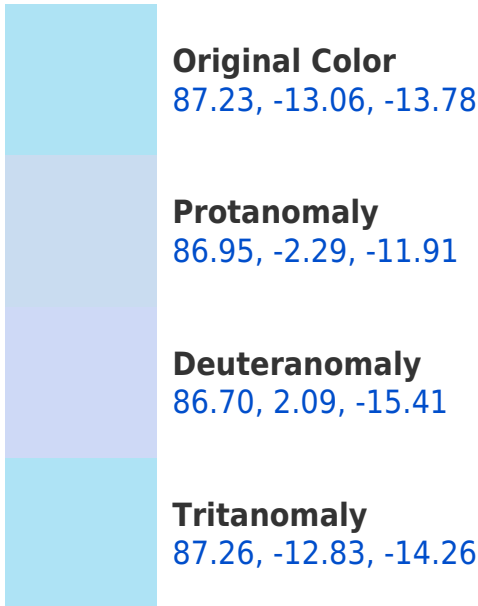 Original Color
87.23, -13.06, -13.78
Protanomaly
86.95, -2.29, -11.91
Deuteranomaly
86.70, 2.09, -15.41
Tritanomaly
87.26, -12.83, -14.26